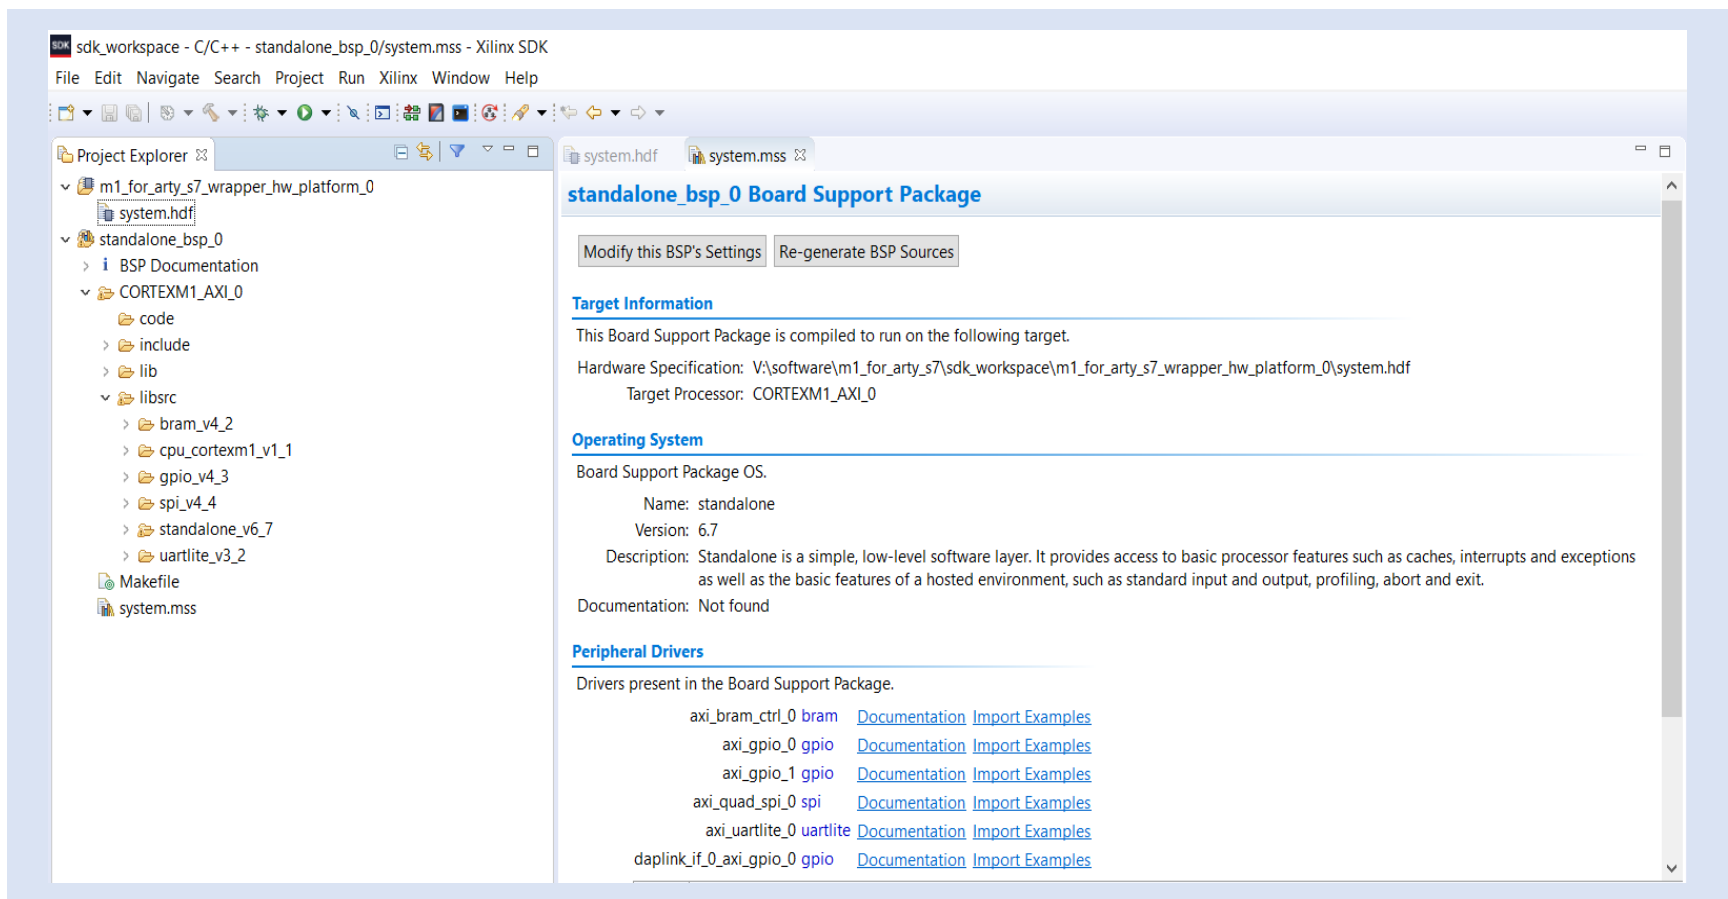 SDK sdk_workspace - C/C++ - standalone_bsp_0/system.mss - Xilinx SDK
File Edit Navigate Search Project Run Xilinx Window Help
Project Explorer
m1_for_arty_s7_wrapper_hw_platform_0
system.hdf
standalone_bsp_0
BSP Documentation
CORTEXM1_AXI_0
code
include
lib
libsrc
bram_v4_2
cpu_cortexm1_v1_1
gpio_v4_3
spi_v4_4
standalone_v6_7
uartlite_v3_2
Makefile
system.mss
system.hdf system.mss
standalone_bsp_0 Board Support Package
Modify this BSP's Settings Re-generate BSP Sources
Target Information
This Board Support Package is compiled to run on the following target.
Hardware Specification: V:\software\m1_for_arty_s7\sdk_workspace\m1_for_arty_s7_wrapper_hw_platform_0\system.hdf
Target Processor: CORTEXM1_AXI_0
Operating System
Board Support Package OS.
Name: standalone
Version: 6.7
Description: Standalone is a simple, low-level software layer. It provides access to basic processor features such as caches, interrupts and exceptions
as well as the basic features of a hosted environment, such as standard input and output, profiling, abort and exit.
Documentation: Not found
Peripheral Drivers
Drivers present in the Board Support Package.
axi_bram_ctrl_0 bram Documentation Import Examples
axi_gpio_0 gpio Documentation Import Examples
axi_gpio_1 gpio Documentation Import Examples
axi_quad_spi_0 spi Documentation Import Examples
axi_uartlite_0 uartlite Documentation Import Examples
daplink_if_0_axi_gpio_0 gpio Documentation Import Examples